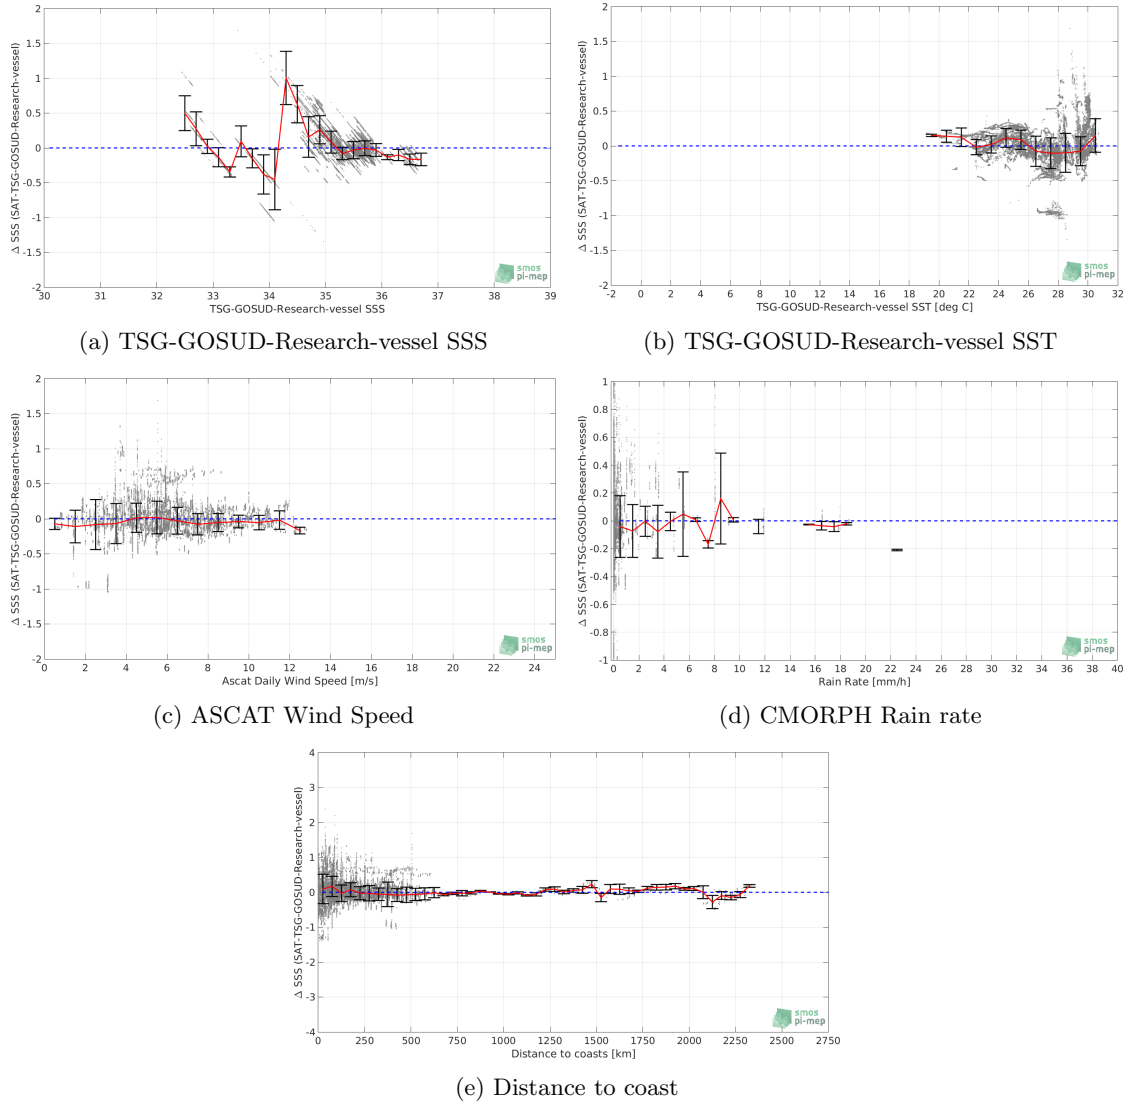 Δ SSS (SAT-TSG-GOSUD-Research-vessel)
2
1.5
1
0.5
0
-0.5
-1
-1.5
-2
30 31 32 33 34 35 36 37 38 39
TSG-GOSUD-Research-vessel SSS
smos
pi-mep
(a) TSG-GOSUD-Research-vessel SSS
Δ SSS (SAT-TSG-GOSUD-Research-vessel)
2
1.5
1
0.5
0
-0.5
-1
-1.5
-2
-2 0 2 4 6 8 10 12 14 16 18 20 22 24 26 28 30 32
TSG-GOSUD-Research-vessel SST [deg C]
smos
pi-mep
(b) TSG-GOSUD-Research-vessel SST
Δ SSS (SAT-TSG-GOSUD-Research-vessel)
2
1.5
1
0.5
0
-0.5
-1
-1.5
-2
0 2 4 6 8 10 12 14 16 18 20 22 24
Ascat Daily Wind Speed [m/s]
smos
pi-mep
(c) ASCAT Wind Speed
Δ SSS (SAT-TSG-GOSUD-Research-vessel)
1
0.8
0.6
0.4
0.2
0
-0.2
-0.4
-0.6
-0.8
-1
0 2 4 6 8 10 12 14 16 18 20 22 24 26 28 30 32 34 36 38 40
Rain Rate [mm/h]
smos
pi-mep
(d) CMORPH Rain rate
Δ SSS (SAT-TSG-GOSUD-Research-vessel)
4
3
2
1
0
-1
-2
-3
-4
0 250 500 750 1000 1250 1500 1750 2000 2250 2500 2750
Distance to coasts [km]
smos
pi-mep
(e) Distance to coast